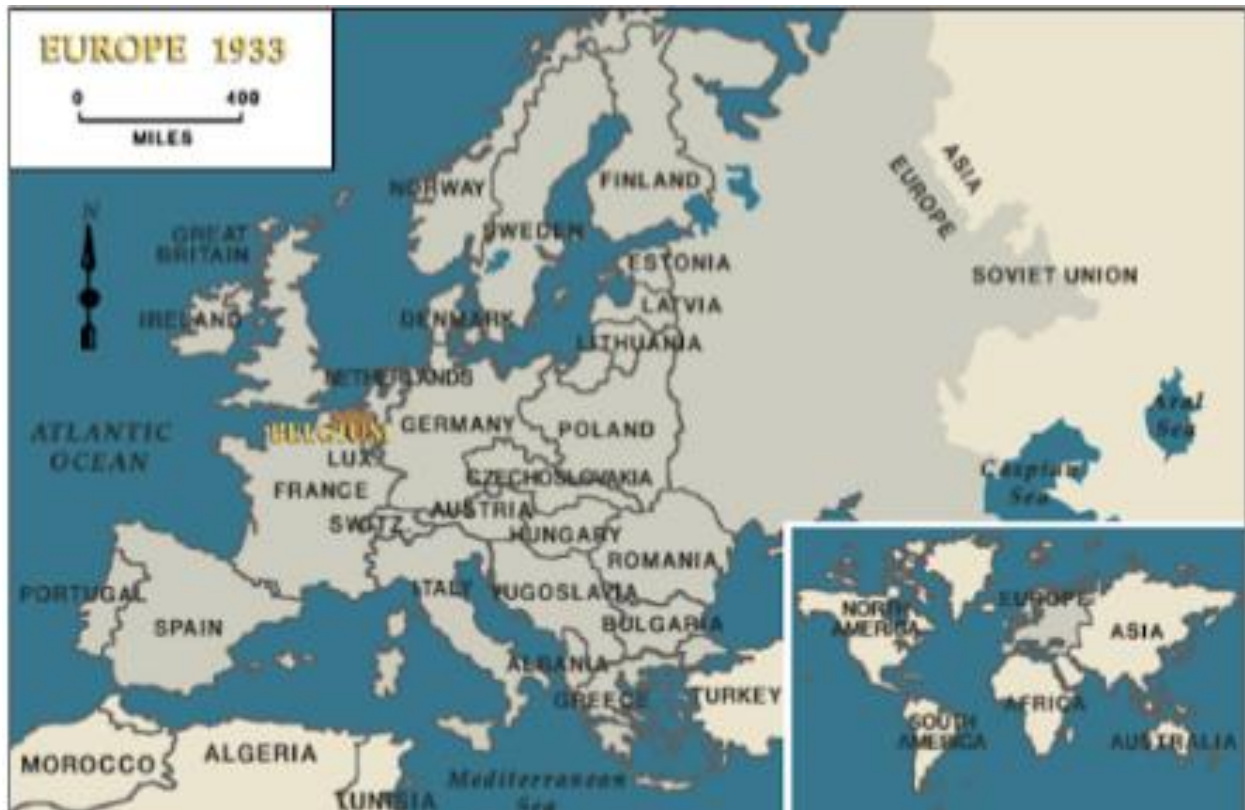 EUROPE 1933
0 400
MILES
N
NORWAY
FINLAND
ASIA
EUROPE
GREAT
BRITAIN
SWEDEN
ESTONIA
SOVIET UNION
LATVIA
IRELAND
DENMARK
LITHUANIA
NETHERLANDS
GERMANY
POLAND
ATLANTIC
OCEAN
BELGIUM
LUX.
CZECHOSLOVAKIA
Aral
Sea
Caspian
Sea
FRANCE
AUSTRIA
SWITZ.
HUNGARY
ROMANIA
PORTUGAL
ITALY
YUGOSLAVIA
SPAIN
BULGARIA
ALBANIA
GREECE
TURKEY
MOROCCO
ALGERIA
TUNISIA
Mediterranean
Sea
NORTH
AMERICA
EUROPE
ASIA
AFRICA
SOUTH
AMERICA
AUSTRALIA